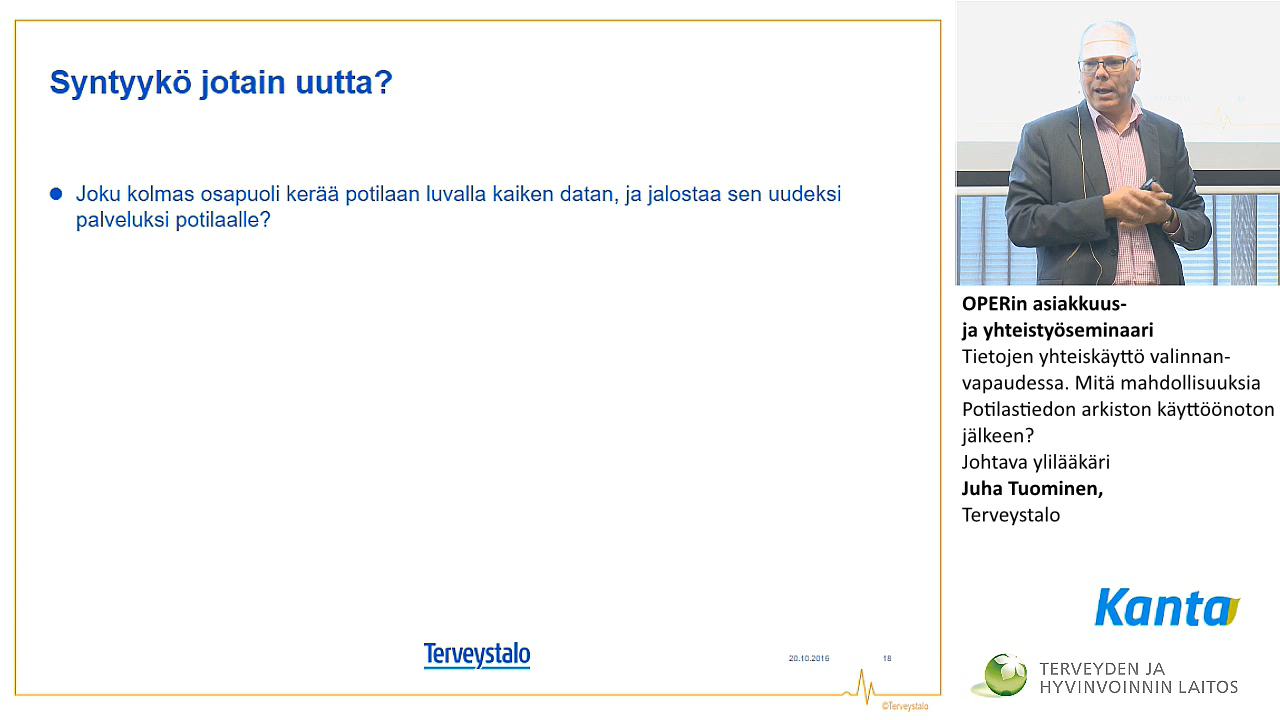 Syntyykö jotain uutta?
Joku kolmas osapuoli kerää potilaan luvalla kaiken datan, ja jalostaa sen uudeksi
palveluksi potilaalle?
Terveystalo
20.10.2016
18
©Terveystalo
OPERin asiakkuus-
ja yhteistyöseminaari
Tietojen yhteiskäyttö valinnan-
vapaudessa. Mitä mahdollisuuksia
Potilastiedon arkiston käyttöönoton
jälkeen?
Johtava ylilääkäri
Juha Tuominen,
Terveystalo
Kanta
TERVEYDEN JA
HYVINVOINNIN LAITOS